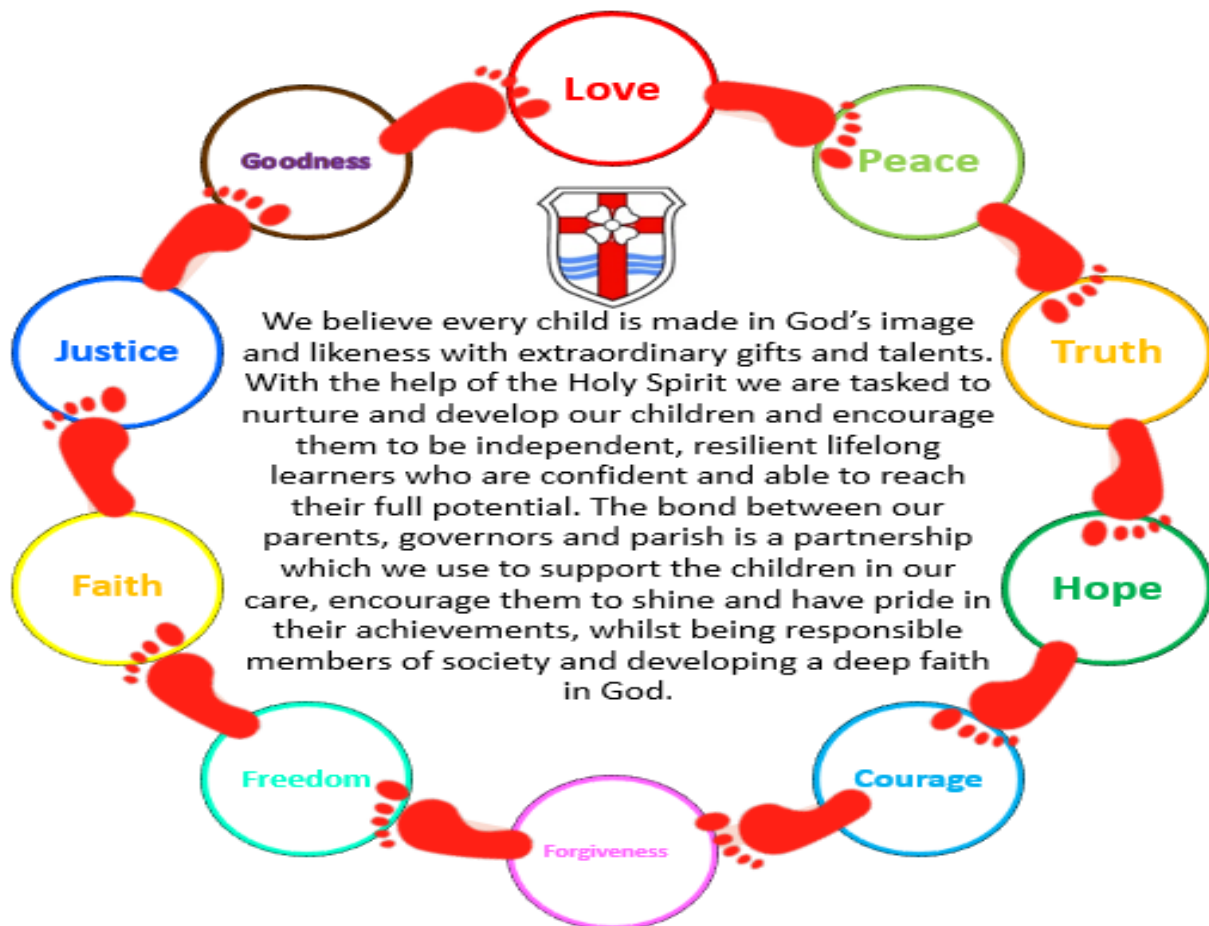 Love
Peace
Truth
Hope
Courage
Forgiveness
Freedom
Faith
Justice
Goodness
We believe every child is made in God’s image
and likeness with extraordinary gifts and talents.
With the help of the Holy Spirit we are tasked to
nurture and develop our children and encourage
them to be independent, resilient lifelong
learners who are confident and able to reach
their full potential. The bond between our
parents, governors and parish is a partnership
which we use to support the children in our
care, encourage them to shine and have pride in
their achievements, whilst being responsible
members of society and developing a deep faith
in God.